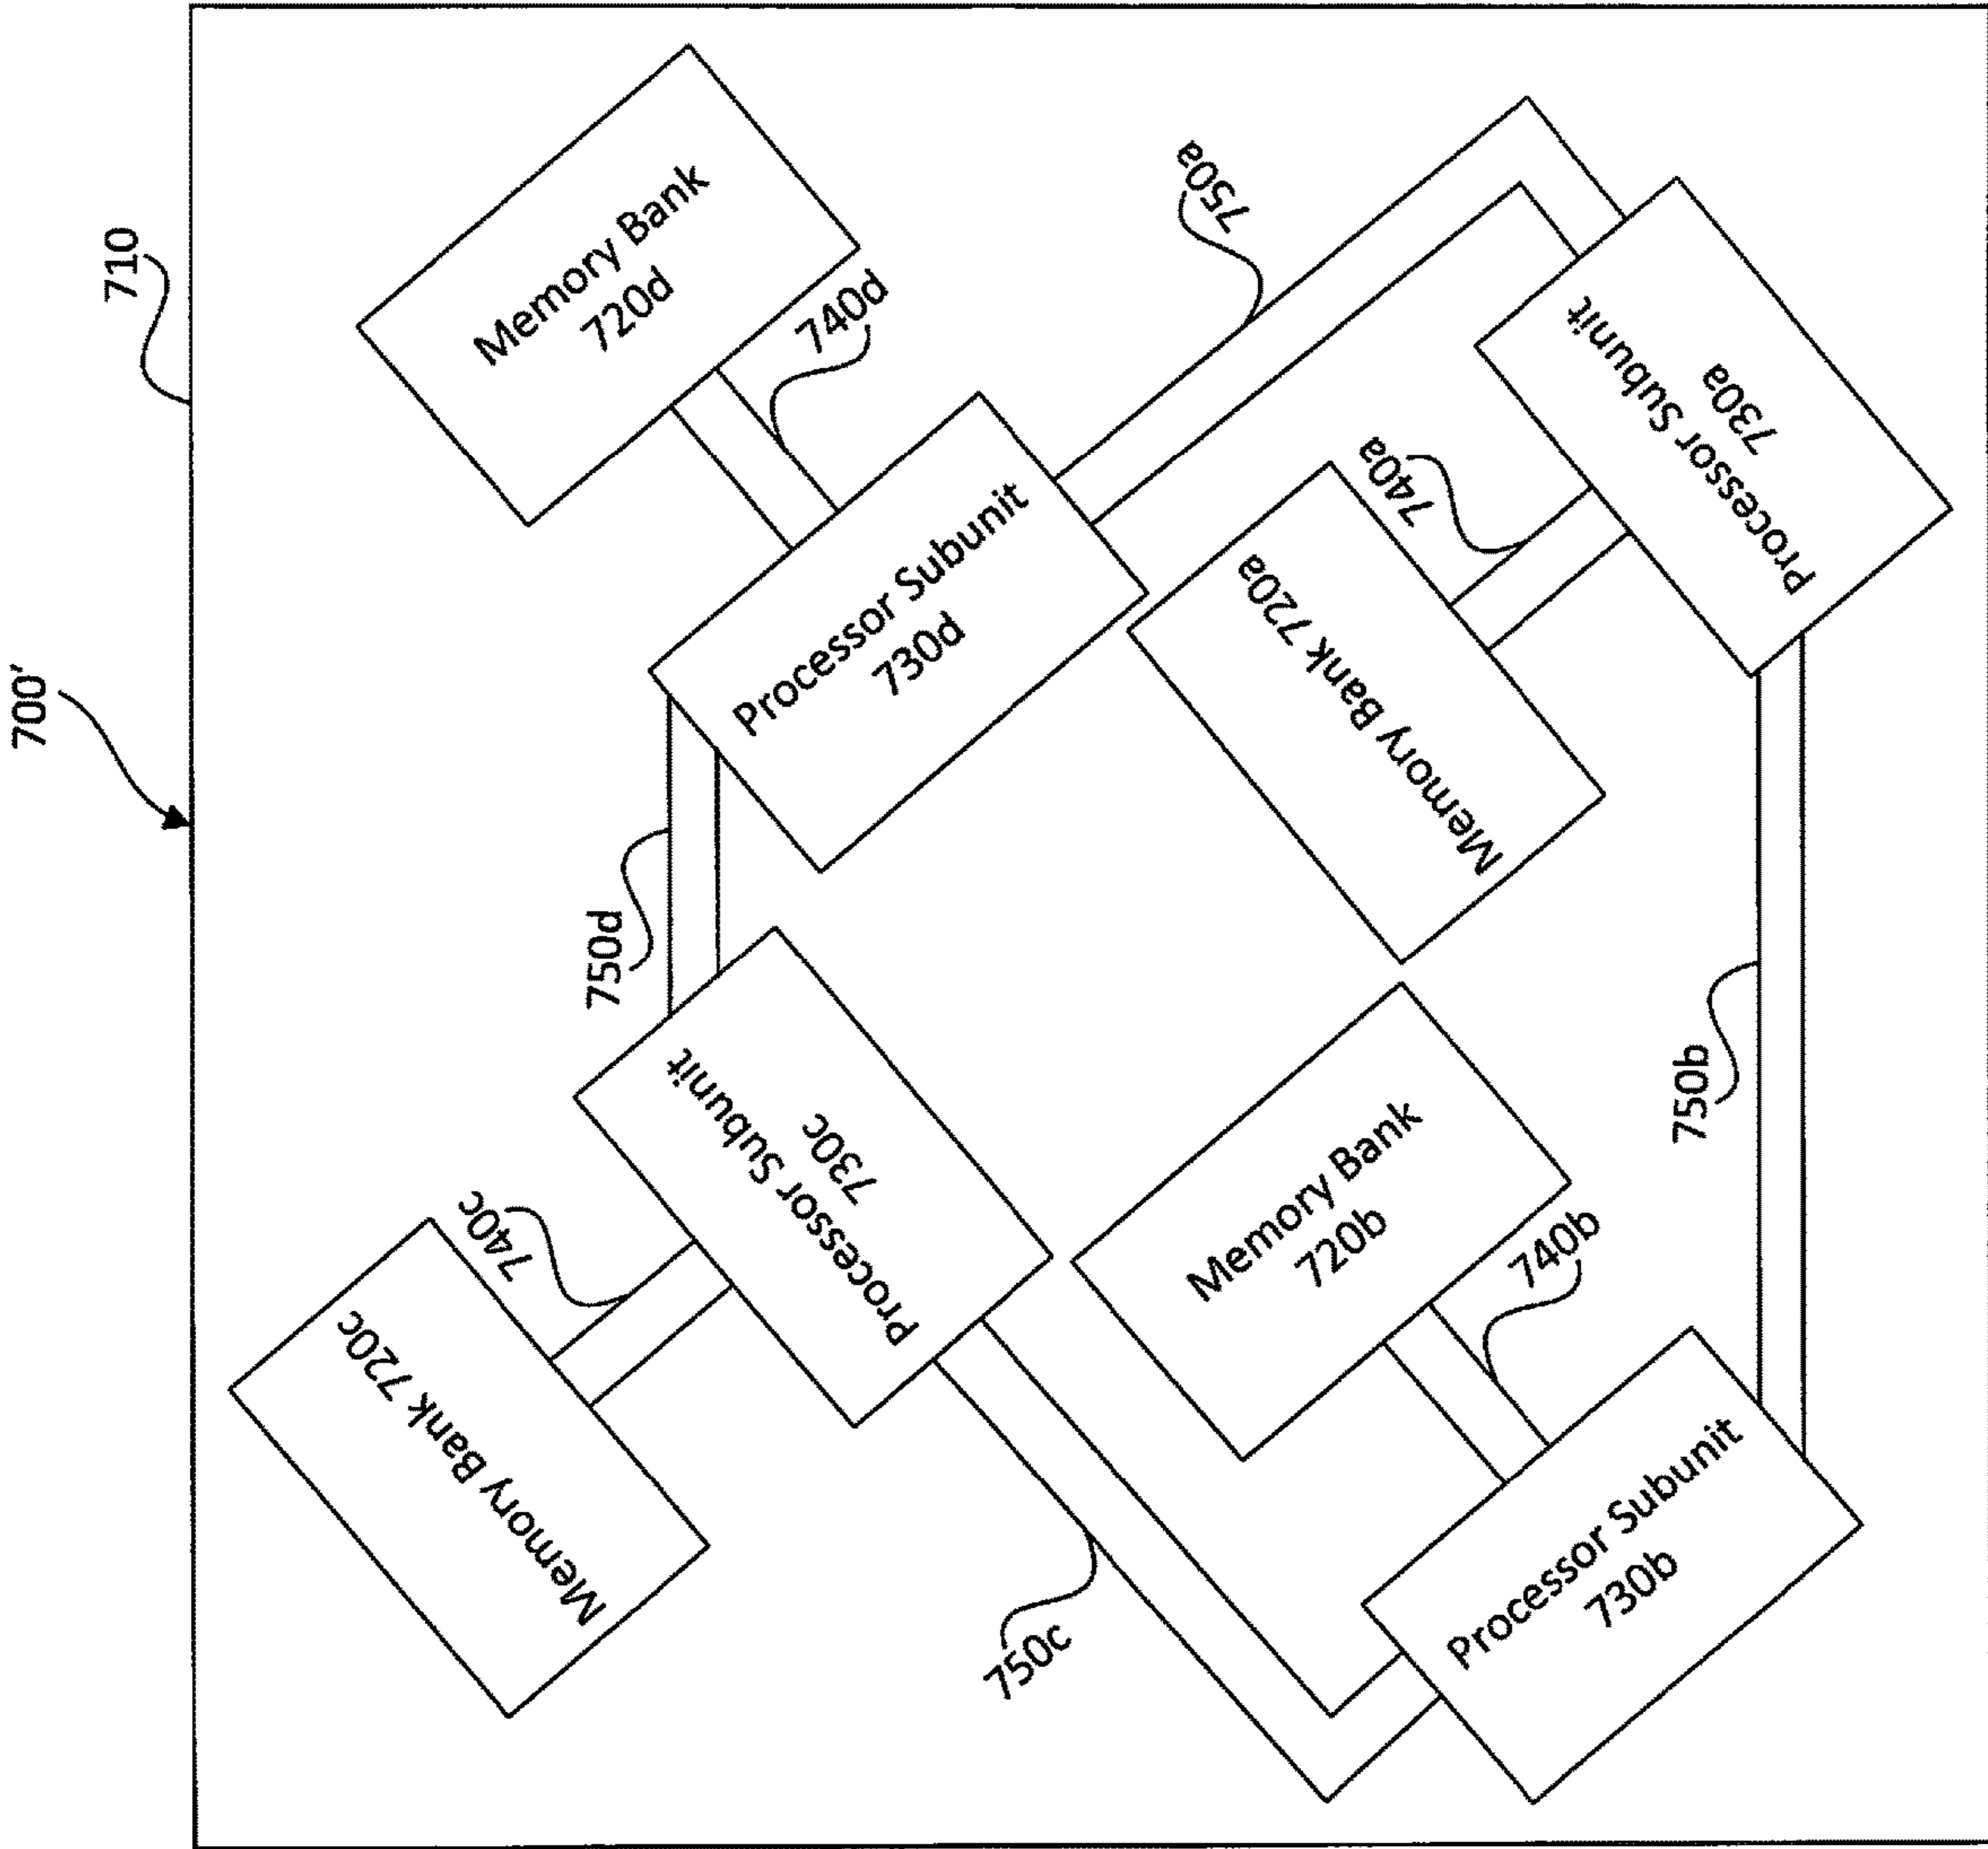 700'
710
Memory Bank
720d
740d
Processor Subunit
730d
750d
750a
Memory Bank 720a
740a
Processor Subunit
730a
Memory Bank 720c
740c
Processor Subunit
730c
750c
Memory Bank
720b
740b
Processor Subunit
730b
750b